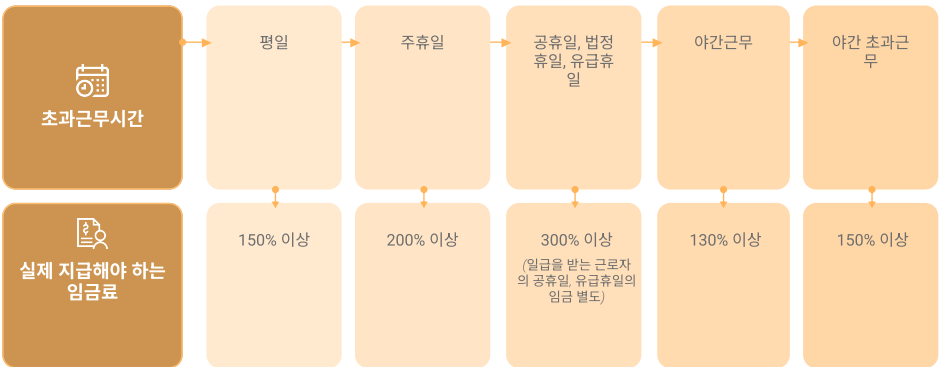 초과근무시간
평일
주휴일
공휴일, 법정
휴일, 유급휴
일
야간근무
야간 초과근
무
실제 지급해야 하는
임금료
150% 이상
200% 이상
300% 이상
(일급을 받는 근로자
의 공휴일, 유급휴일의
임금 별도)
130% 이상
150% 이상